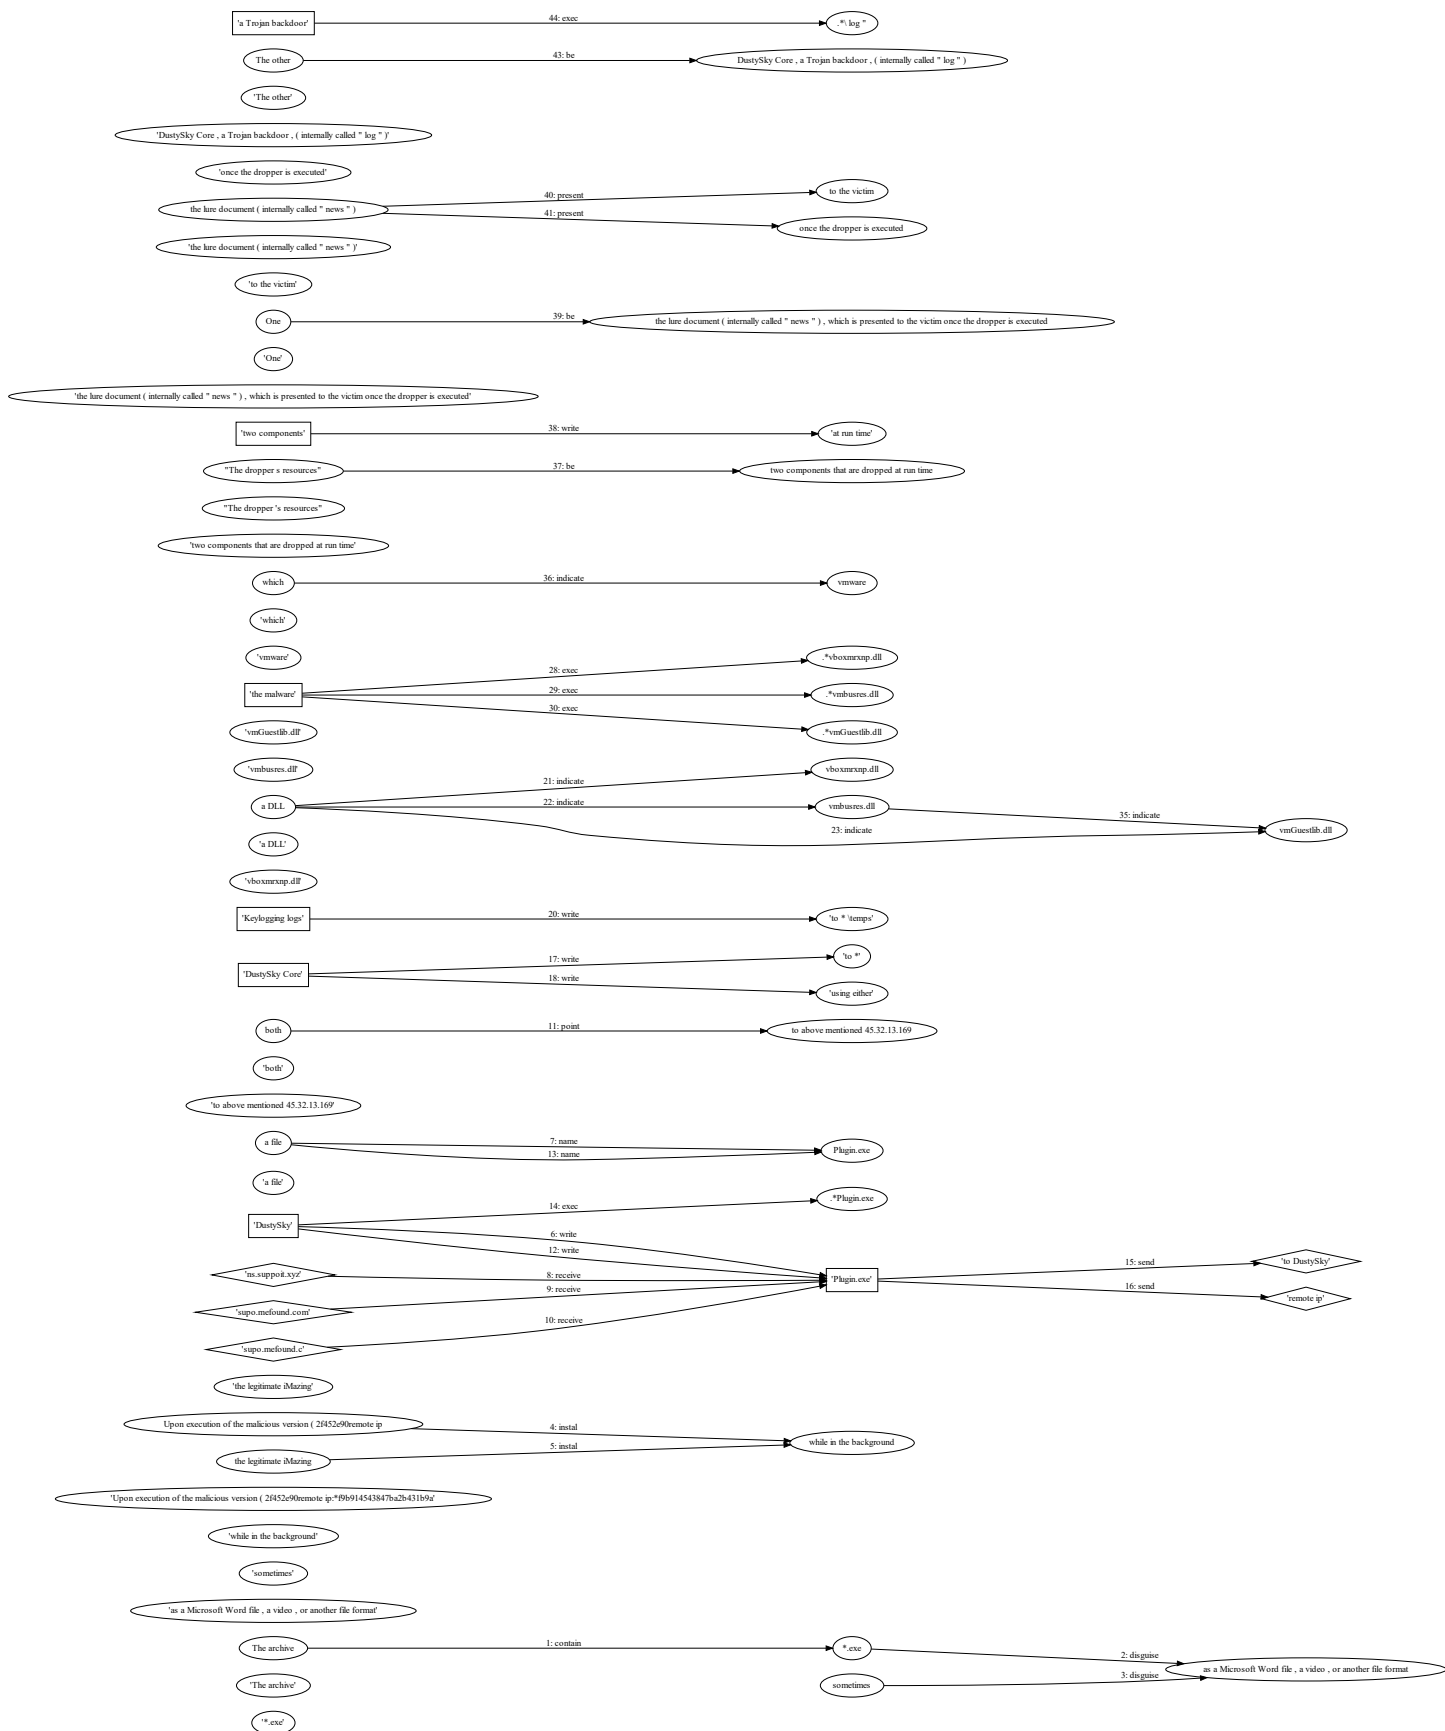 'a Trojan backdoor' 44: exec .*\ log "
The other 43: be DustySky Core , a Trojan backdoor , ( internally called " log " )
'The other'
'DustySky Core , a Trojan backdoor , ( internally called " log " )'
'once the dropper is executed'
40: present to the victim
the lure document ( internally called " news " )
41: present once the dropper is executed
'the lure document ( internally called " news " )'
'to the victim'
One 39: be the lure document ( internally called " news " ) , which is presented to the victim once the dropper is executed
'One'
'the lure document ( internally called " news " ) , which is presented to the victim once the dropper is executed'
'two components' 38: write 'at run time'
"The dropper s resources" 37: be two components that are dropped at run time
"The dropper 's resources"
'two components that are dropped at run time'
which 36: indicate vmware
'which'
'vmware'
28: exec .*vboxmrxnp.dll
'the malware' 29: exec .*vmbusres.dll
30: exec .*vmGuestlib.dll
'vmGuestlib.dll'
'vmbusres.dll'
21: indicate vboxmrxnp.dll
a DLL 22: indicate vmbusres.dll 35: indicate
23: indicate vmGuestlib.dll
'a DLL'
'vboxmrxnp.dll'
'Keylogging logs' 20: write 'to * \temps'
17: write 'to *'
'DustySky Core'
18: write 'using either'
both 11: point to above mentioned 45.32.13.169
'both'
'to above mentioned 45.32.13.169'
a file 7: name Plugin.exe
13: name
'a file'
14: exec .*Plugin.exe
'DustySky'
6: write
12: write
15: send 'to DustySky'
'ns.suppoit.xyz' 8: receive 'Plugin.exe'
9: receive
16: send 'remote ip'
'supo.mefound.com'
10: receive
'supo.mefound.c'
'the legitimate iMazing'
Upon execution of the malicious version ( 2f452e90remote ip 4: instal
while in the background
the legitimate iMazing 5: instal
'Upon execution of the malicious version ( 2f452e90remote ip:*f9b914543847ba2b431b9a'
'while in the background'
'sometimes'
'as a Microsoft Word file , a video , or another file format'
The archive 1: contain *.exe 2: disguise
as a Microsoft Word file , a video , or another file format
'The archive' sometimes 3: disguise
'*.exe'